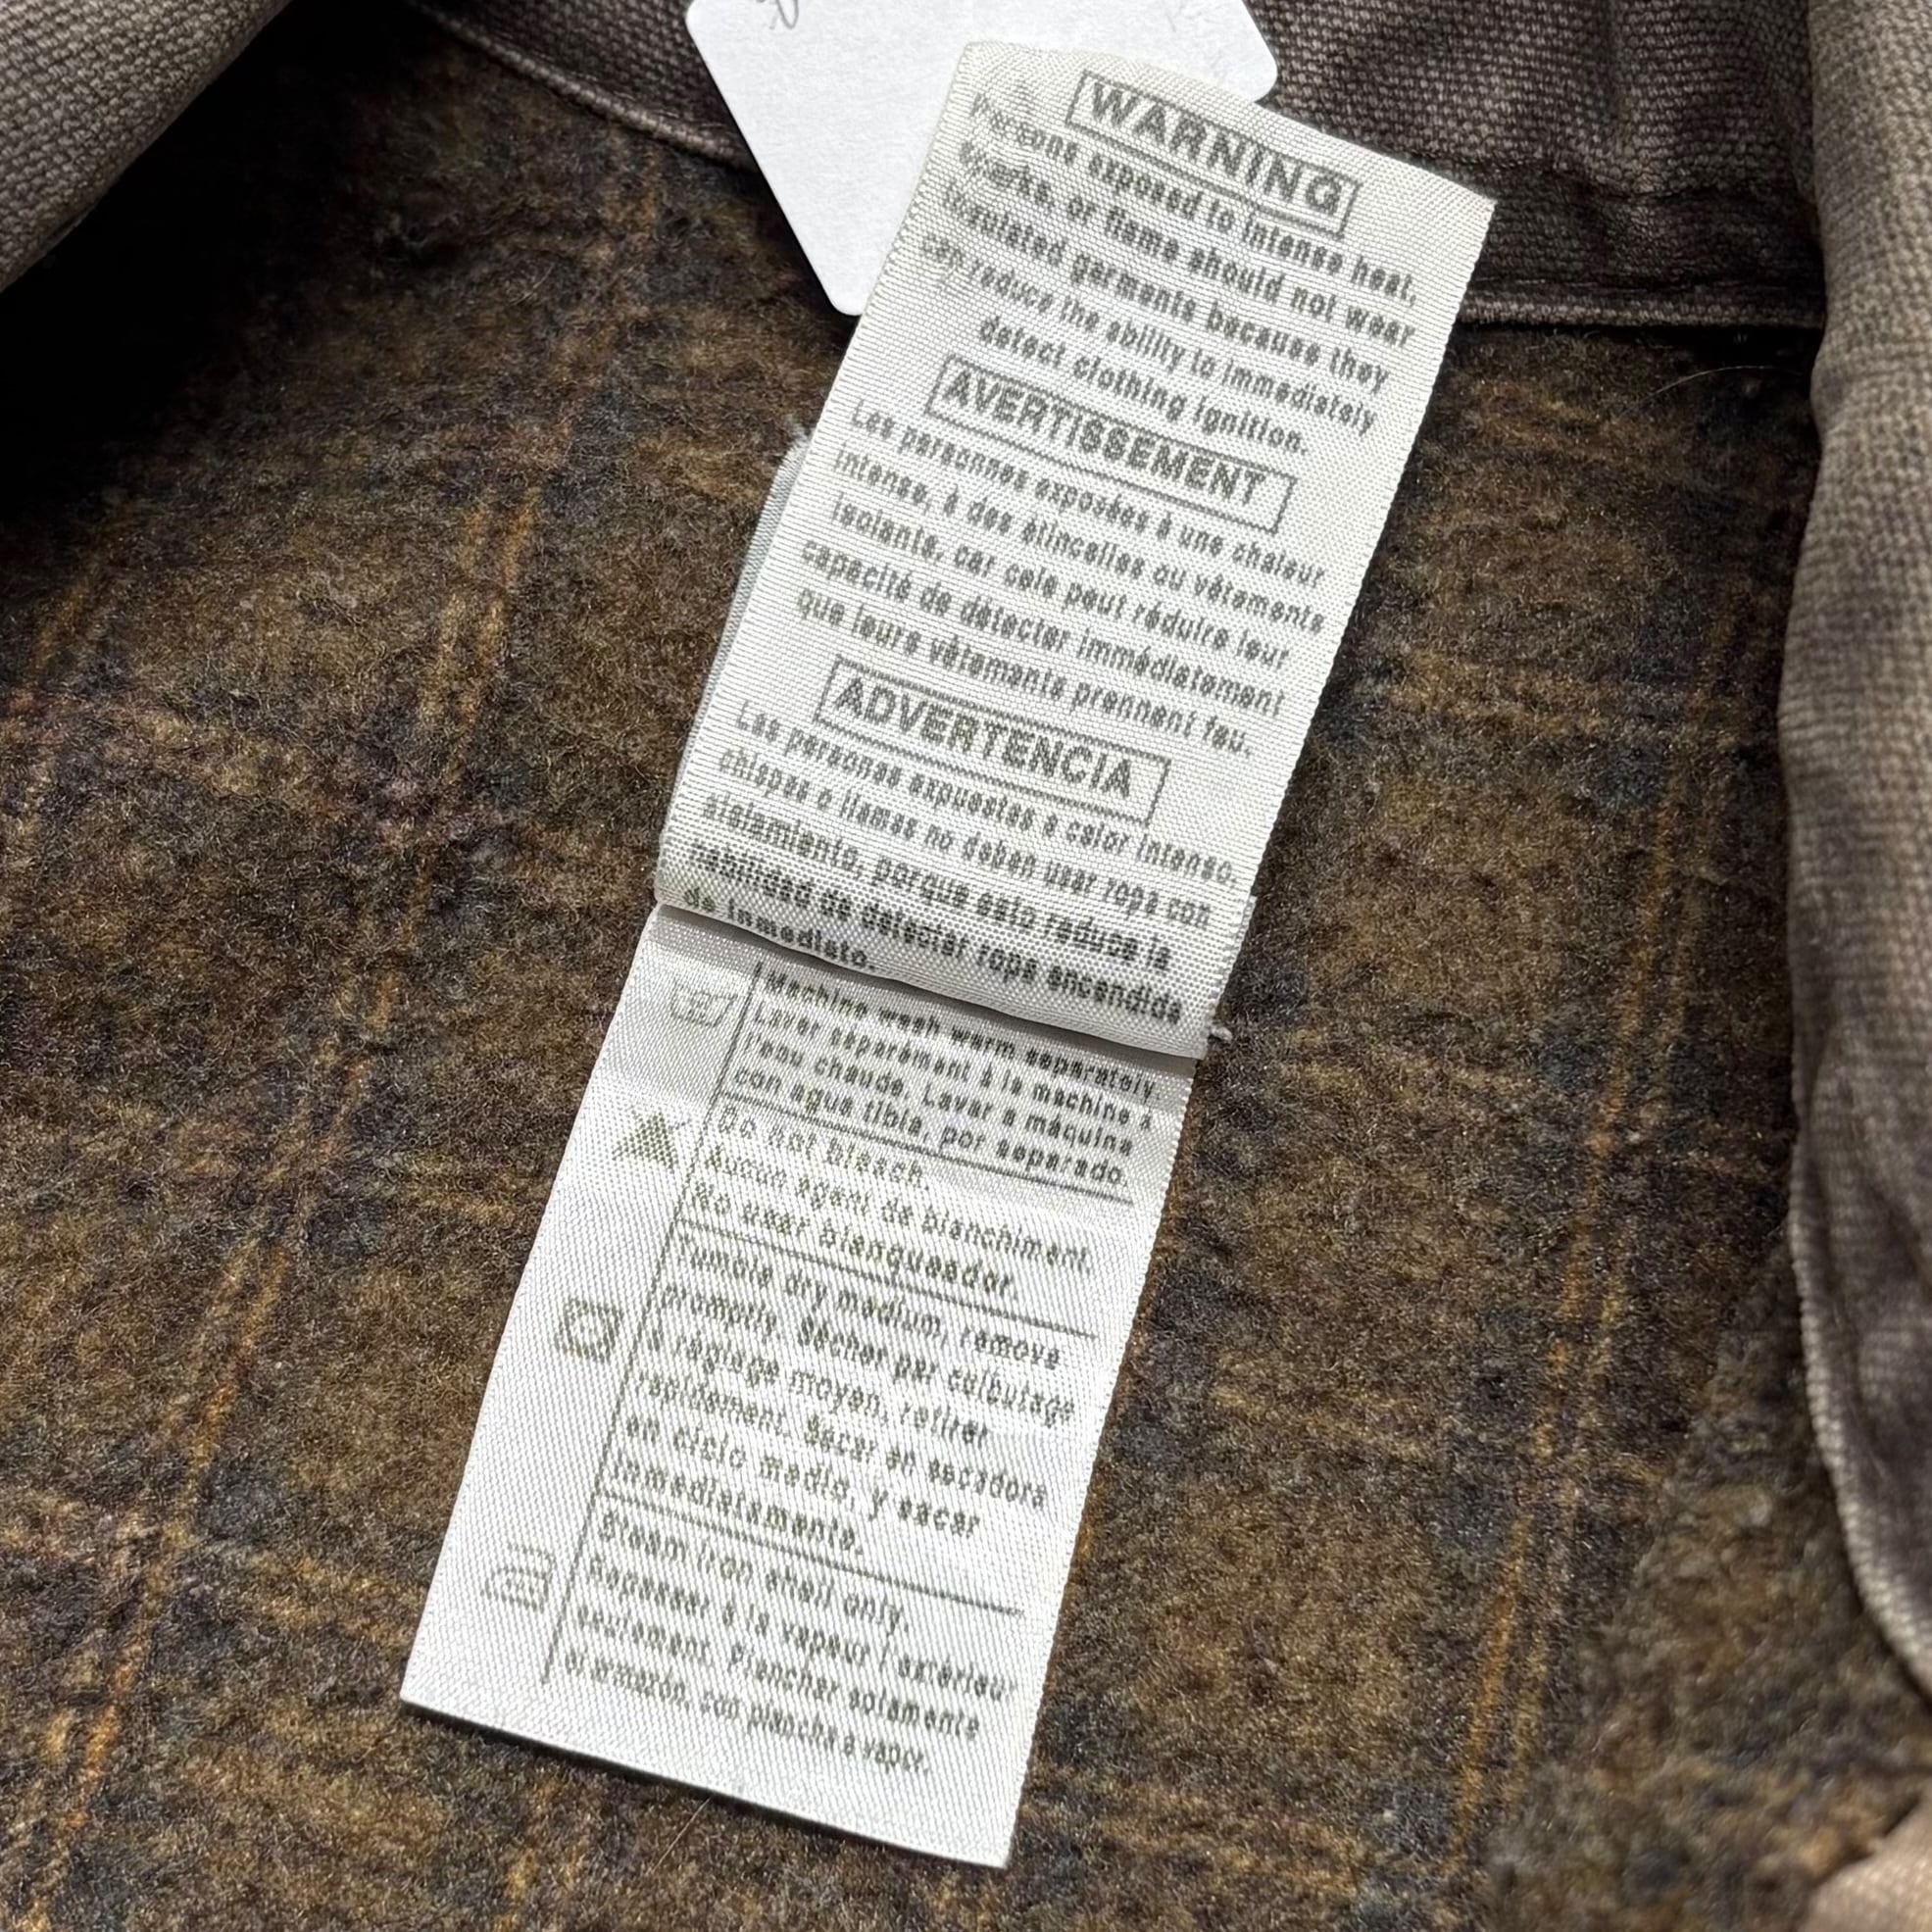 WARNING
Persons exposed to intense heat,
sparks, or flame should not wear
insulated garments because they
can reduce the ability to immediately
detect clothing ignition.
AVERTISSEMENT
Les personnes exposées à une chaleur
intense, à des étincelles ou vêtements
isolants, car cela peut réduire leur
capacité de détecter immédiatement
que leurs vêtements prennent feu.
ADVERTENCIA
Las personas expuestas a calor intenso,
chispas o llamas no deben usar ropa con
aislamiento, porque esto reduce la
habilidad de detectar ropa encendida
de inmediato.
Machine wash warm separately.
Laver séparément à la machine à
l'eau chaude. Lavar a máquina
con agua tibia, por separado
Do not bleach.
Aucun agent de blanchiment.
No usar blanqueador.
Tumble dry medium, remove
promptly. Sécher par culbutage
à réglage moyen, retirer
rapidement. Secar en secadora
en ciclo medio, y sacar
inmediatamente.
Steam iron shell only.
Repasser à la vapeur l'extérieur
seulement. Planchar solamente
el armazón, con plancha a vapor.